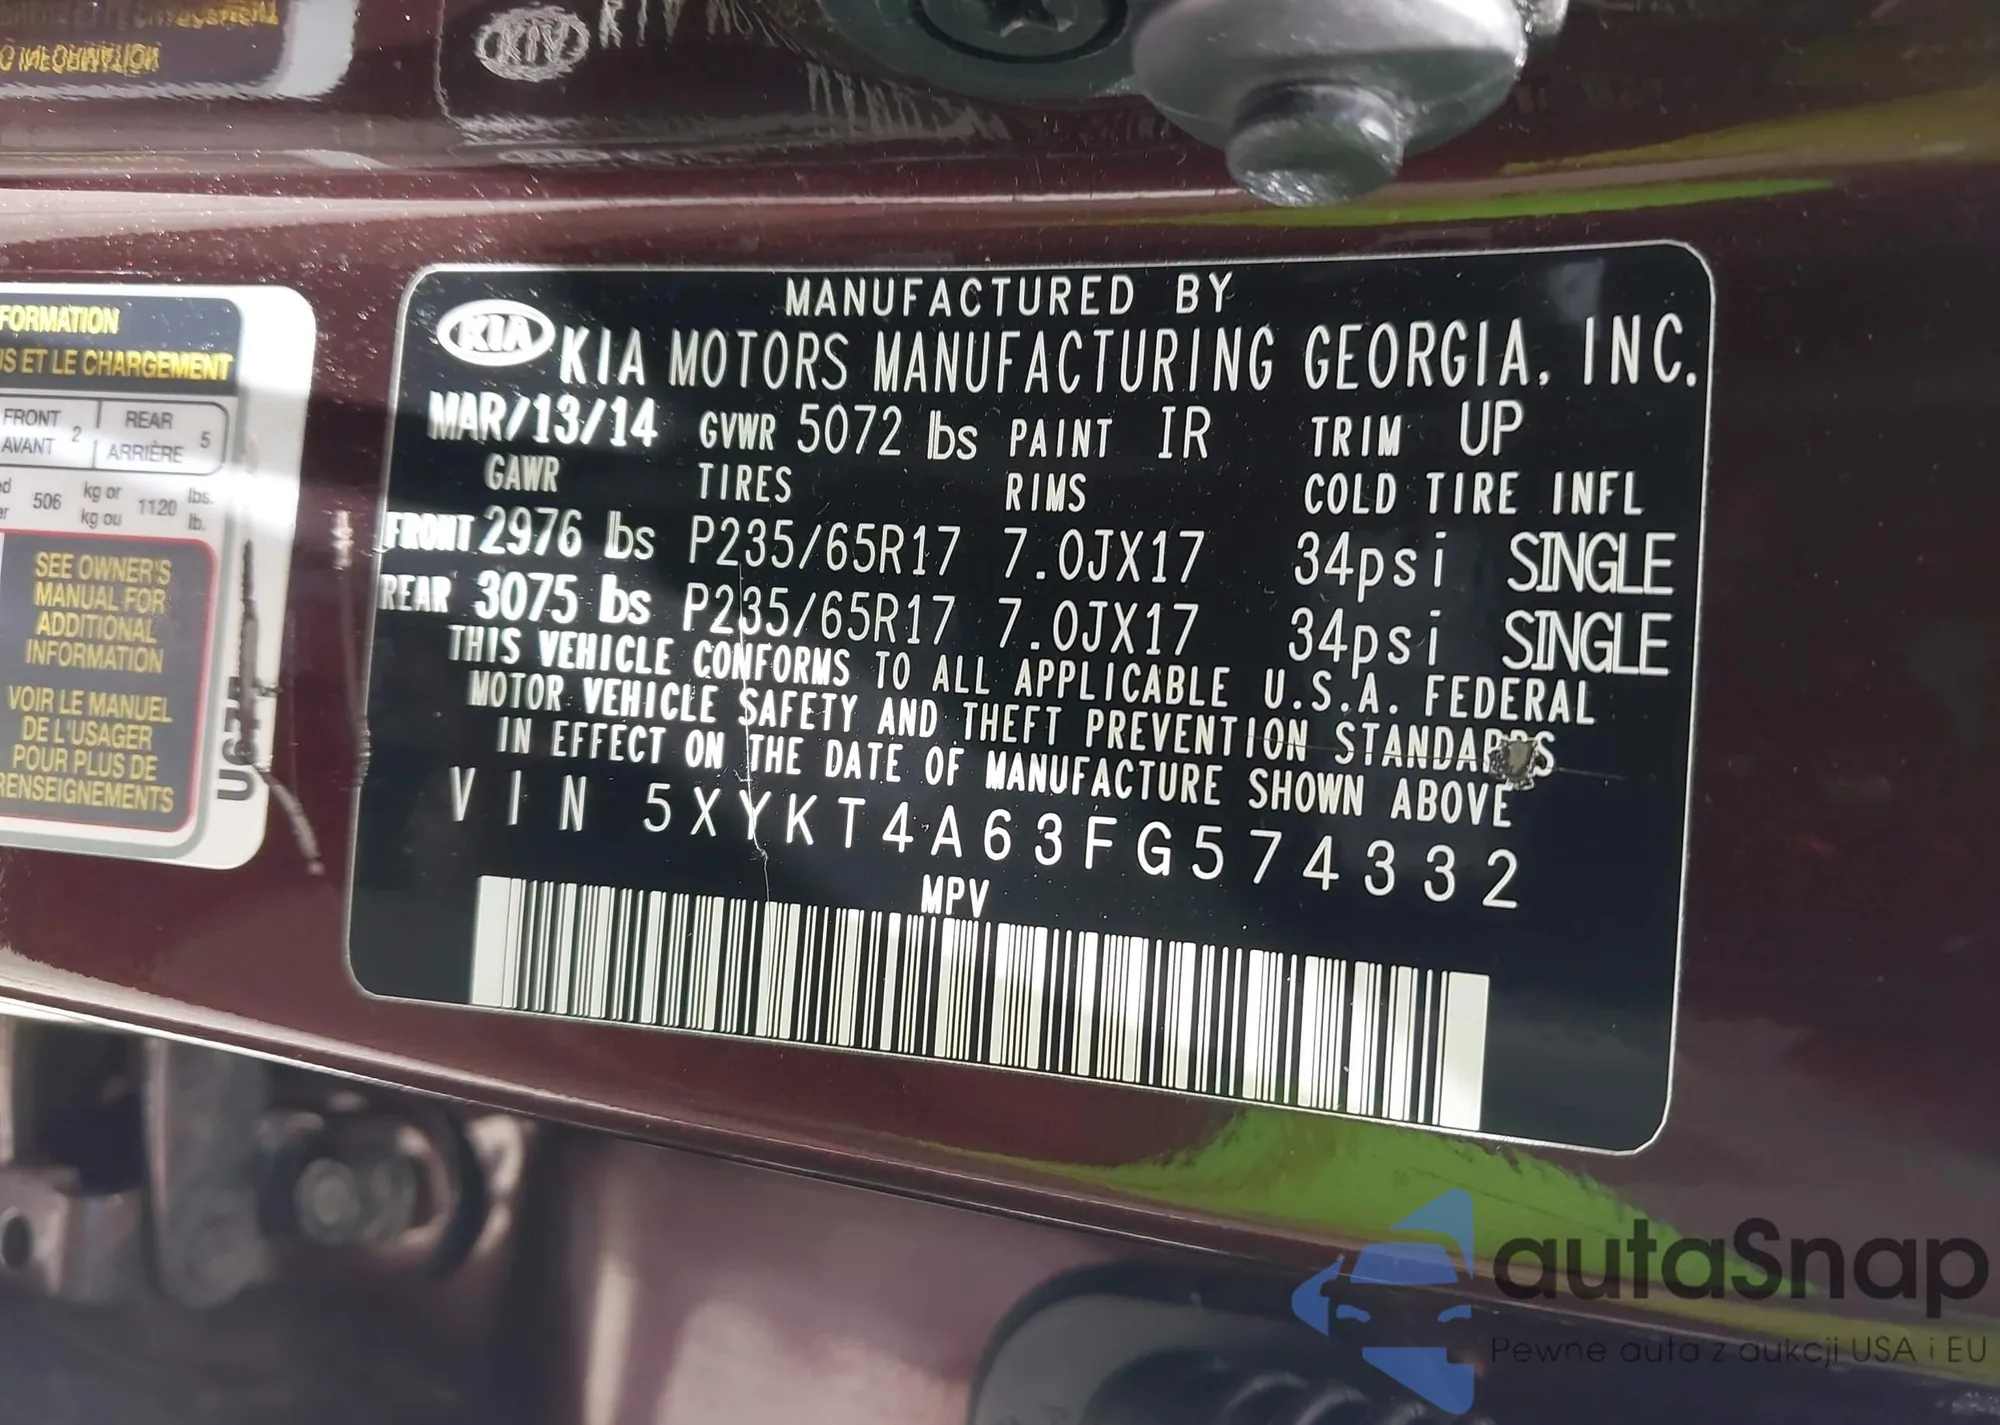 KIA
FORMATION
US ET LE CHARGEMENT
FRONT 2 REAR 5
AVANT ARRIÈRE
506 kg or 1120 lbs.
kg ou lb.
SEE OWNER'S
MANUAL FOR
ADDITIONAL
INFORMATION
VOIR LE MANUEL
DE L'USAGER
POUR PLUS DE
RENSEIGNEMENTS
MANUFACTURED BY
KIA KIA MOTORS MANUFACTURING GEORGIA, INC.
MAR/13/14 GVWR 5072 lbs PAINT IR TRIM UP
GAWR TIRES RIMS COLD TIRE INFL
FRONT 2976 lbs P235/65R17 7.0JX17 34psi SINGLE
REAR 3075 lbs P235/65R17 7.0JX17 34psi SINGLE
THIS VEHICLE CONFORMS TO ALL APPLICABLE U.S.A. FEDERAL
MOTOR VEHICLE SAFETY AND THEFT PREVENTION STANDARDS
IN EFFECT ON THE DATE OF MANUFACTURE SHOWN ABOVE
VIN 5XYKT4A63FG574332
MPV
autaSnap
Pewne auta z aukcji USA i EU